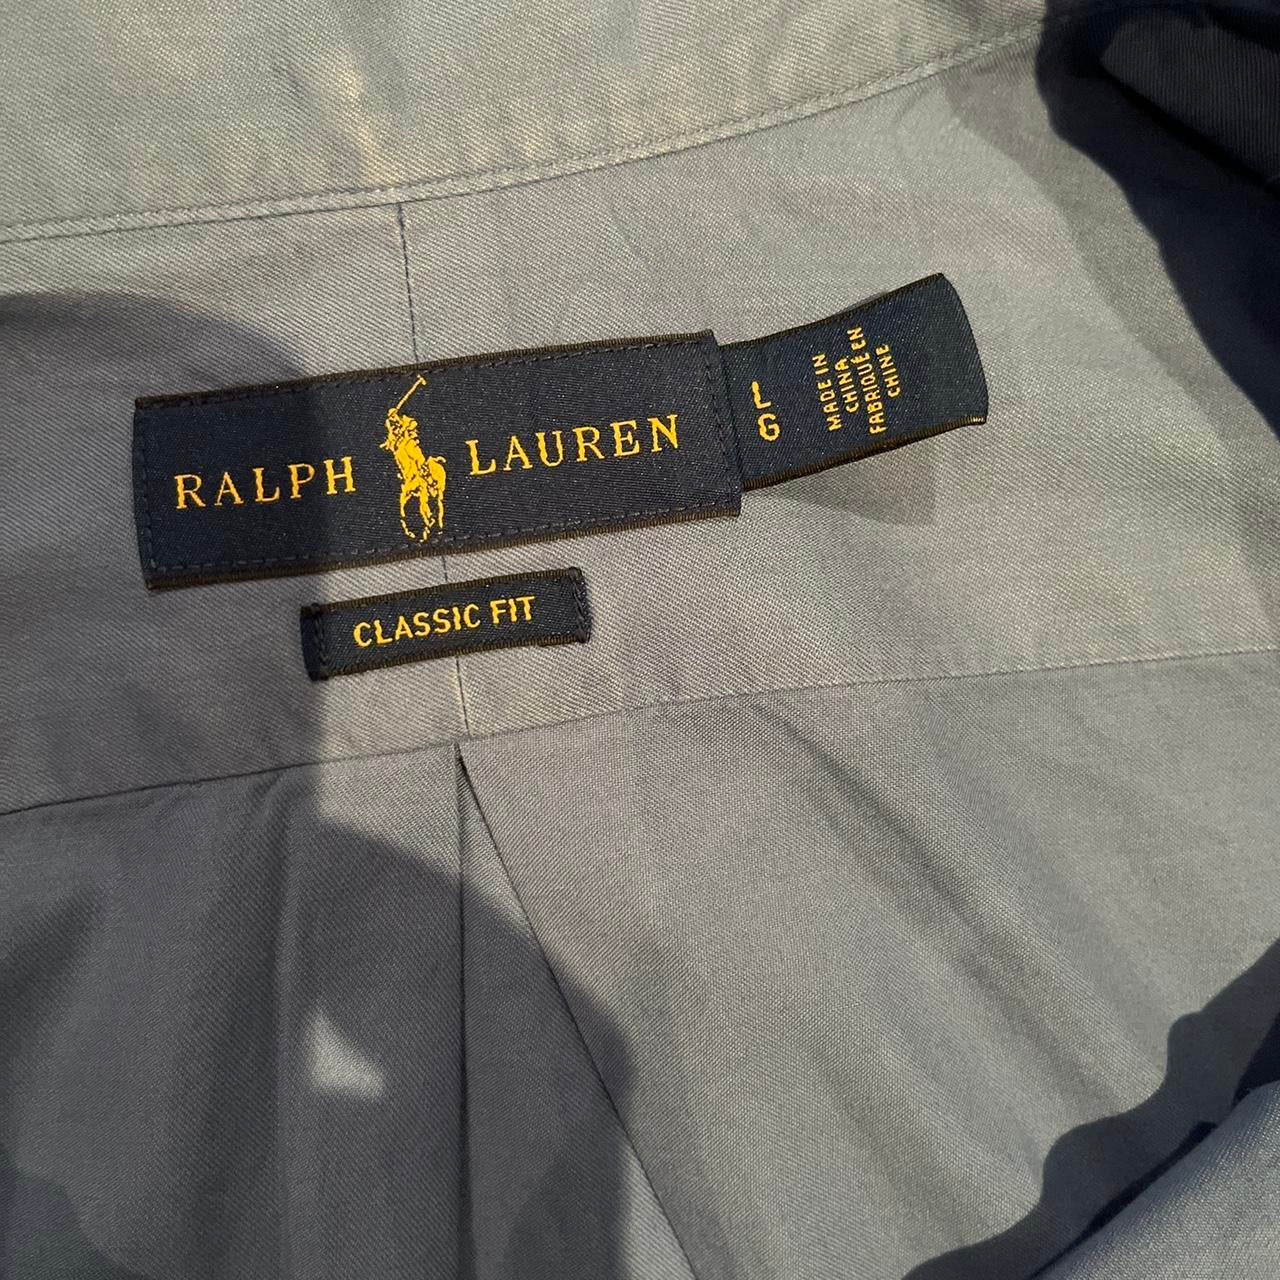 RALPH LAUREN
L
G
MADE IN
CHINA
FABRIQUÉ EN
CHINE
CLASSIC FIT